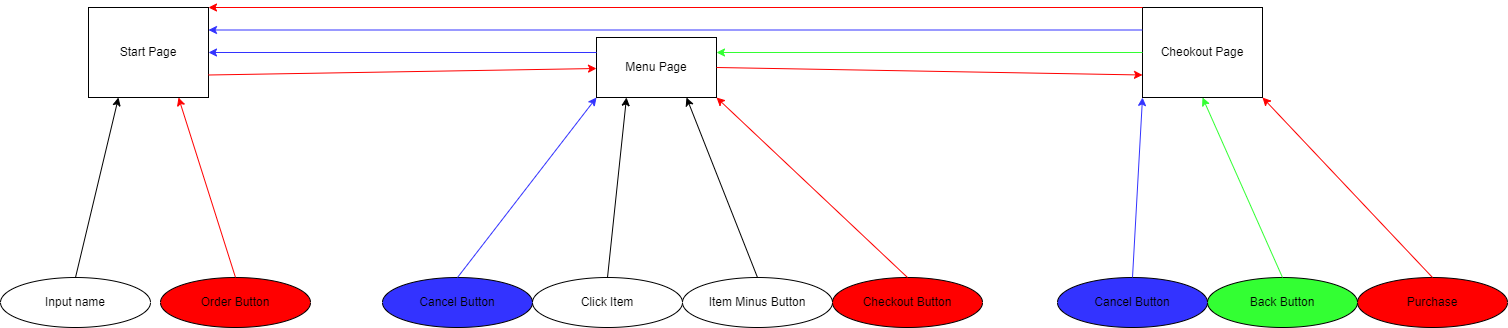 Start Page
Menu Page
Cheokout Page
Input name
Order Button
Cancel Button
Click Item
Item Minus Button
Checkout Button
Cancel Button
Back Button
Purchase